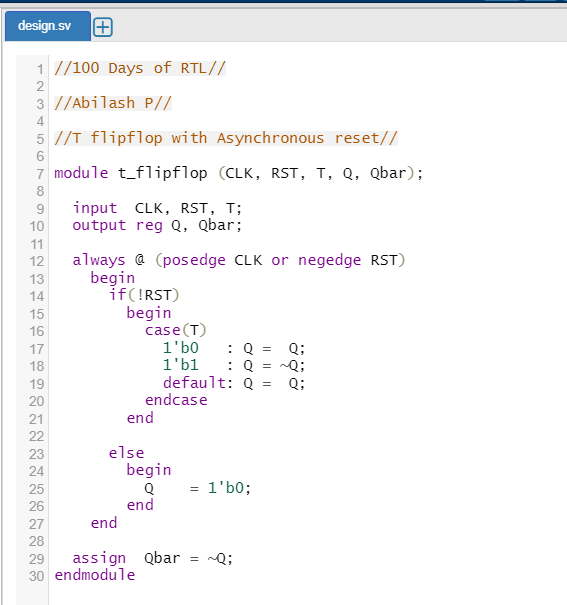 design.sv
1 //100 Days of RTL//
2
3 //Abilash P//
4
5 //T flipflop with Asynchronous reset//
6
7 module t_flipflop (CLK, RST, T, Q, Qbar);
8
9   input  CLK, RST, T;
10   output reg Q, Qbar;
11
12   always @ (posedge CLK or negedge RST)
13     begin
14       if(!RST)
15         begin
16           case(T)
17             1'b0   : Q =  Q;
18             1'b1   : Q = ~Q;
19             default: Q =  Q;
20           endcase
21         end
22
23       else
24         begin
25           Q    = 1'b0;
26         end
27     end
28
29   assign  Qbar = ~Q;
30 endmodule